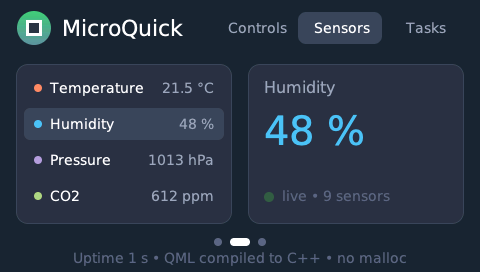 MicroQuick
Controls
Sensors
Tasks
Temperature 21.5 °C
Humidity 48 %
Pressure 1013 hPa
CO2 612 ppm
Humidity
48 %
live • 9 sensors
Uptime 1 s • QML compiled to C++ • no malloc